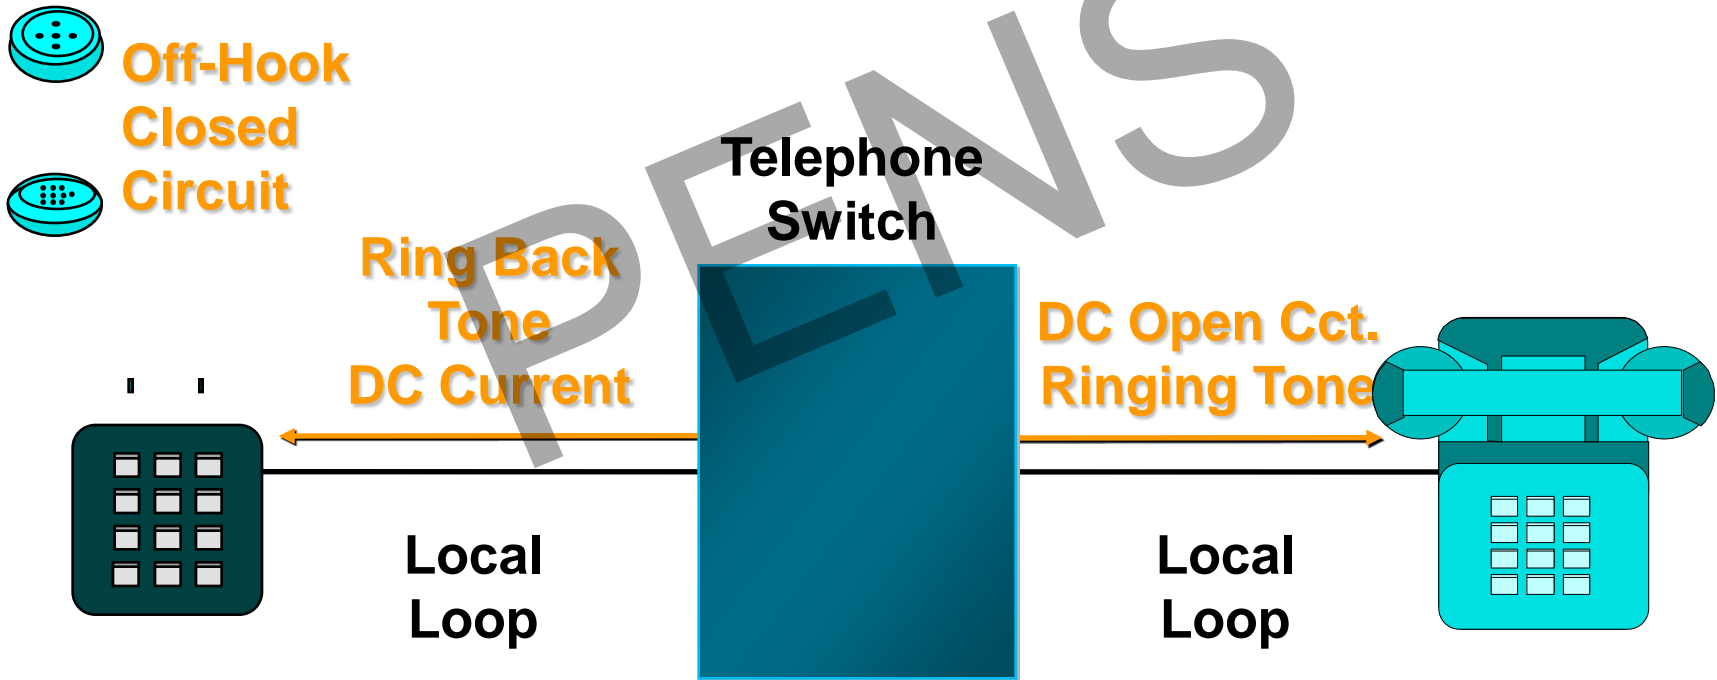 Off-Hook
Closed
Circuit
Telephone
Switch
Ring Back
Tone
DC Current
DC Open Cct.
Ringing Tone
Local
Loop
Local
Loop
PENS